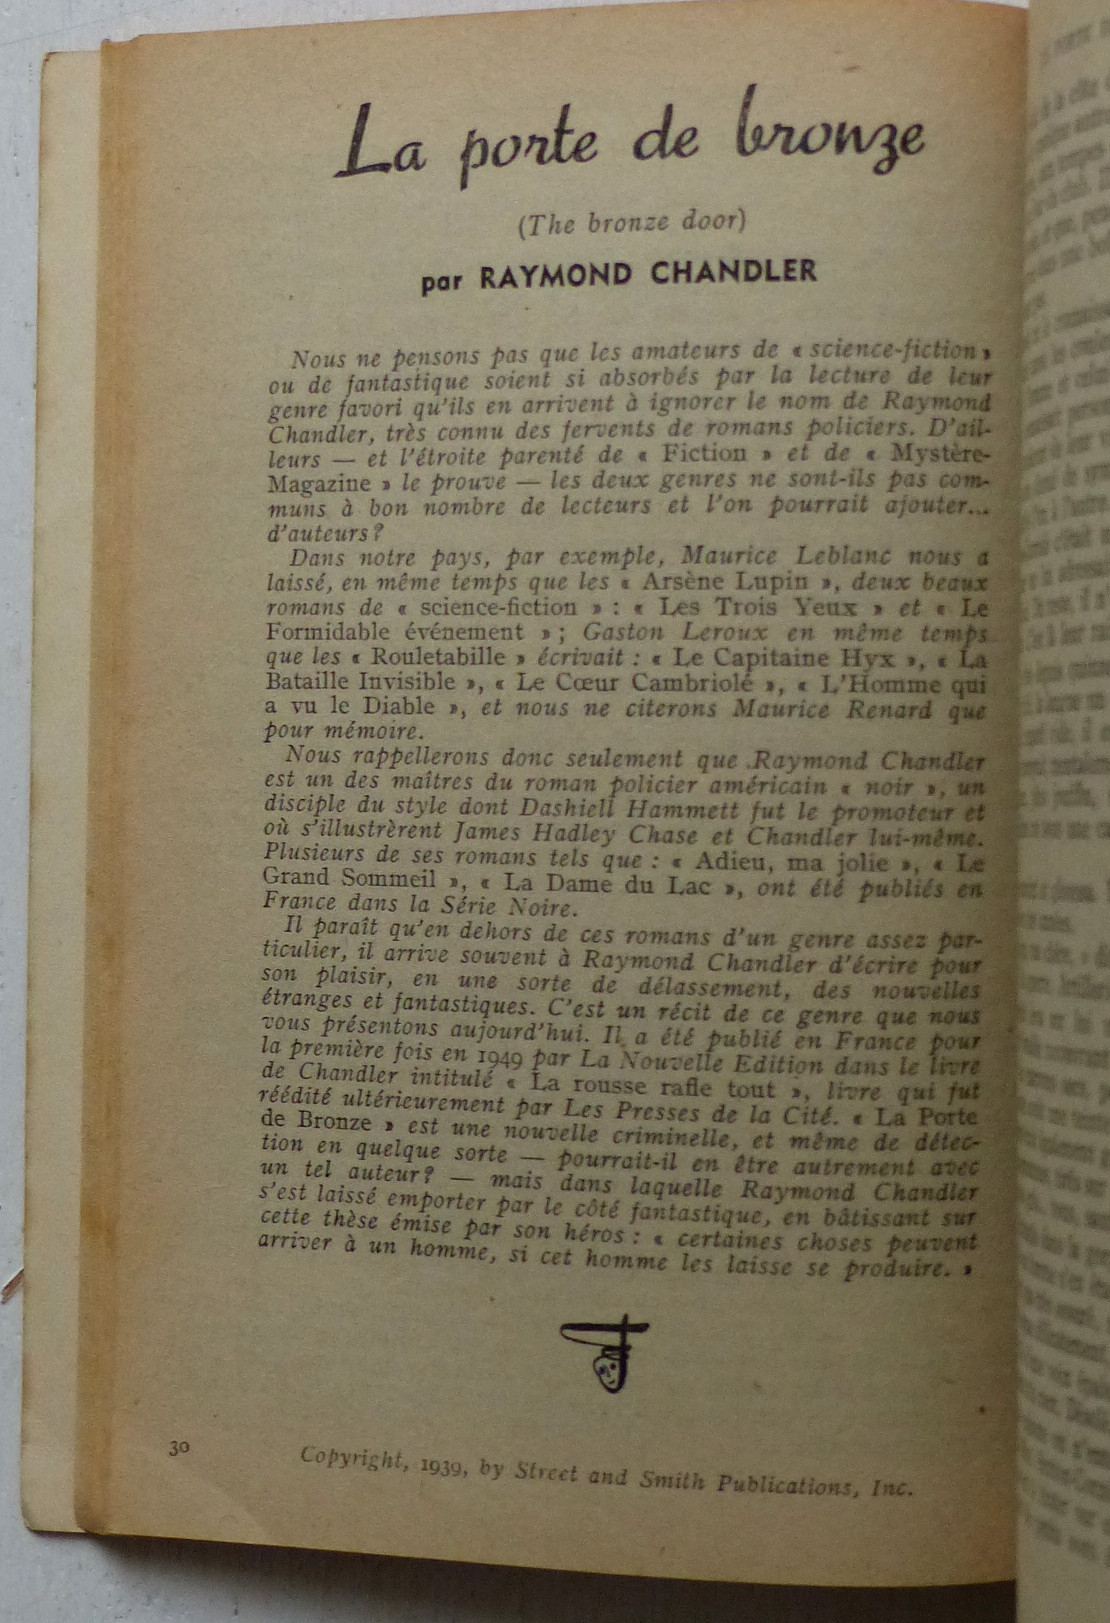 La porte de bronze
(The bronze door)
par RAYMOND CHANDLER
Nous ne pensons pas que les amateurs de « science-fiction »
ou de fantastique soient si absorbés par la lecture de leur
genre favori qu'ils en arrivent à ignorer le nom de Raymond
Chandler, très connu des fervents de romans policiers. D'ail-
leurs — et l'étroite parenté de « Fiction » et de « Mystère-
Magazine » le prouve — les deux genres ne sont-ils pas com-
muns à bon nombre de lecteurs et l'on pourrait ajouter...
d'auteurs?
Dans notre pays, par exemple, Maurice Leblanc nous a
laissé, en même temps que les « Arsène Lupin », deux beaux
romans de « science-fiction » : « Les Trois Yeux » et « Le
Formidable événement »; Gaston Leroux en même temps
que les « Rouletabille » écrivait : « Le Capitaine Hyx », « La
Bataille Invisible », « Le Cœur Cambriolé », « L'Homme qui
a vu le Diable », et nous ne citerons Maurice Renard que
pour mémoire.
Nous rappellerons donc seulement que Raymond Chandler
est un des maîtres du roman policier américain « noir », un
disciple du style dont Dashiell Hammett fut le promoteur et
où s'illustrèrent James Hadley Chase et Chandler lui-même.
Plusieurs de ses romans tels que : « Adieu, ma jolie », « Le
Grand Sommeil », « La Dame du Lac », ont été publiés en
France dans la Série Noire.
Il paraît qu'en dehors de ces romans d'un genre assez par-
ticulier, il arrive souvent à Raymond Chandler d'écrire pour
son plaisir, en une sorte de délassement, des nouvelles
étranges et fantastiques. C'est un récit de ce genre que nous
vous présentons aujourd'hui. Il a été publié en France pour
la première fois en 1949 par La Nouvelle Edition dans le livre
de Chandler intitulé « La rousse rafle tout », livre qui fut
réédité ultérieurement par Les Presses de la Cité. « La Porte
de Bronze » est une nouvelle criminelle, et même de détec-
tion en quelque sorte — pourrait-il en être autrement avec
un tel auteur? — mais dans laquelle Raymond Chandler
s'est laissé emporter par le côté fantastique, en bâtissant sur
cette thèse émise par son héros : « certaines choses peuvent
arriver à un homme, si cet homme les laisse se produire. »
30
Copyright, 1939, by Street and Smith Publications, Inc.